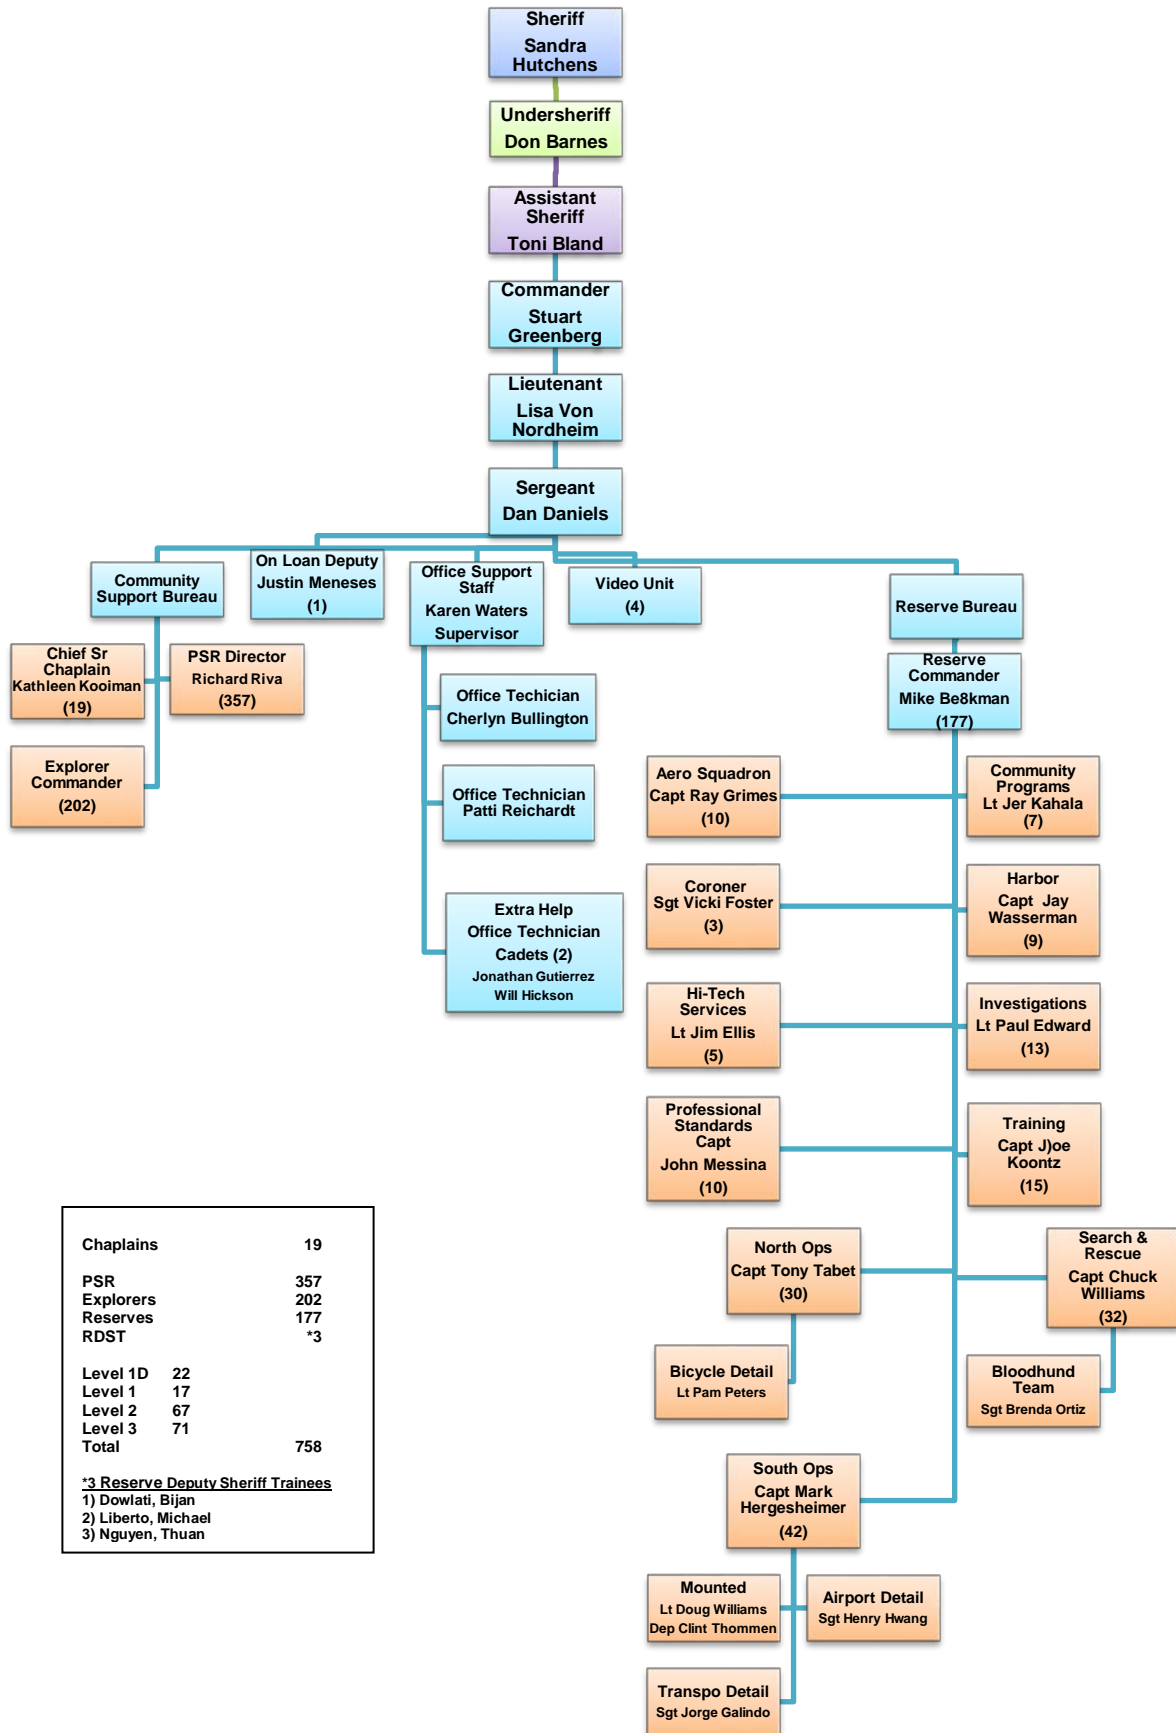 Sheriff
Sandra
Hutchens
Undersheriff
Don Barnes
Assistant
Sheriff
Toni Bland
Commander
Stuart
Greenberg
Lieutenant
Lisa Von
Nordheim
Sergeant
Dan Daniels
Community
Support Bureau
On Loan Deputy
Justin Meneses
(1)
Office Support
Staff
Karen Waters
Supervisor
Video Unit
(4)
Reserve Bureau
Chief Sr
Chaplain
Kathleen Kooiman
(19)
PSR Director
Richard Riva
(357)
Explorer
Commander
(202)
Office Techician
Cherlyn Bullington
Office Technician
Patti Reichardt
Extra Help
Office Technician
Cadets (2)
Jonathan Gutierrez
Will Hickson
Reserve
Commander
Mike Be8kman
(177)
Aero Squadron
Capt Ray Grimes
(10)
Community
Programs
Lt Jer Kahala
(7)
Coroner
Sgt Vicki Foster
(3)
Harbor
Capt Jay
Wasserman
(9)
Hi-Tech
Services
Lt Jim Ellis
(5)
Investigations
Lt Paul Edward
(13)
Professional
Standards
Capt
John Messina
(10)
Training
Capt J)oe
Koontz
(15)
North Ops
Capt Tony Tabet
(30)
Search &
Rescue
Capt Chuck
Williams
(32)
Bicycle Detail
Lt Pam Peters
Bloodhund
Team
Sgt Brenda Ortiz
South Ops
Capt Mark
Hergesheimer
(42)
Mounted
Lt Doug Williams
Dep Clint Thommen
Airport Detail
Sgt Henry Hwang
Transpo Detail
Sgt Jorge Galindo
Chaplains 19
PSR 357
Explorers 202
Reserves 177
RDST *3
Level 1D 22
Level 1 17
Level 2 67
Level 3 71
Total 758
*3 Reserve Deputy Sheriff Trainees
1) Dowlati, Bijan
2) Liberto, Michael
3) Nguyen, Thuan